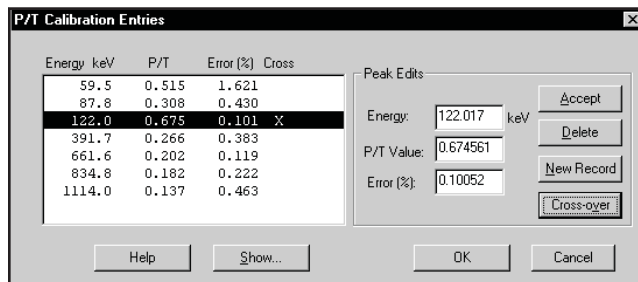 P/T Calibration Entries
Energy keV P/T Error (%) Cross
59.5 0.515 1.621
87.8 0.308 0.430
122.0 0.675 0.101 X
391.7 0.266 0.383
661.6 0.202 0.119
834.8 0.182 0.222
1114.0 0.137 0.463
Peak Edits
Energy: 122.017 keV
P/T Value: 0.674561
Error (%): 0.10052
Accept
Delete
New Record
Cross-over
Help Show... OK Cancel